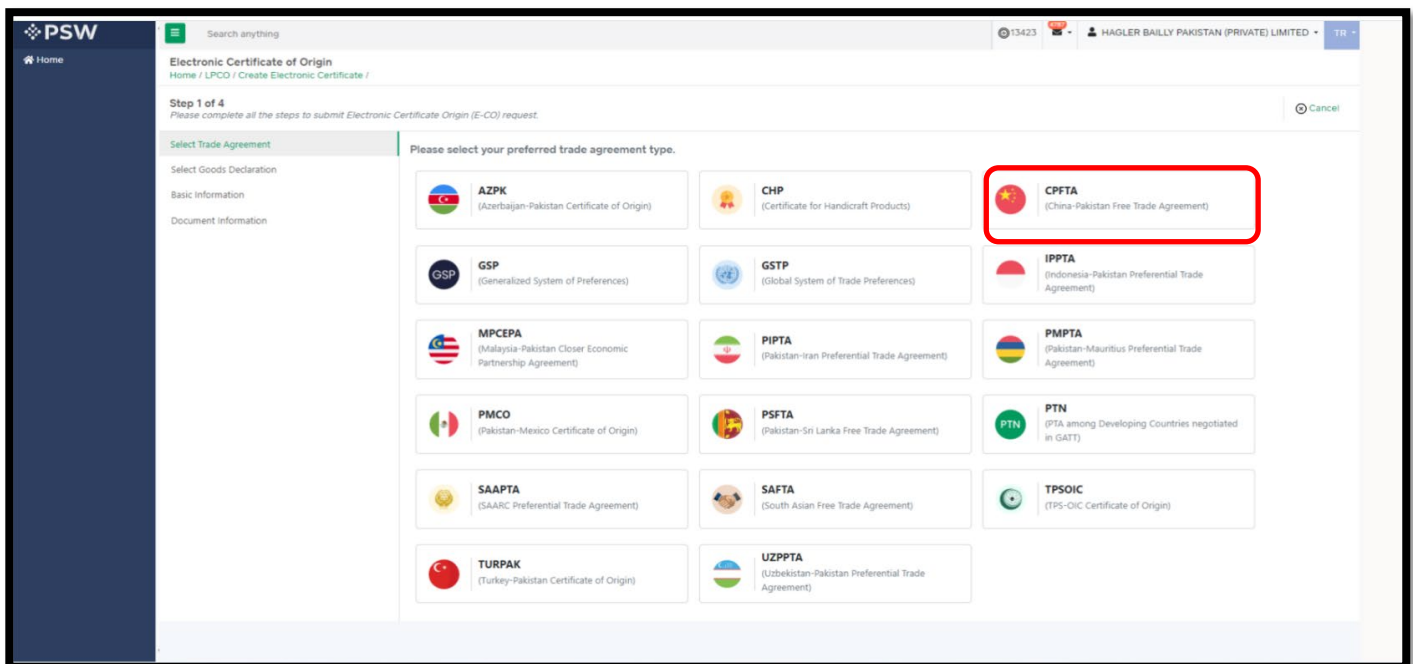 PSW
Search anything
13423
HAGLER BAILLY PAKISTAN (PRIVATE) LIMITED
TR
Home
Electronic Certificate of Origin
Home / LPCO / Create Electronic Certificate /
Step 1 of 4
Please complete all the steps to submit Electronic Certificate Origin (E-CO) request.
Cancel
Select Trade Agreement
Select Goods Declaration
Basic Information
Document Information
Please select your preferred trade agreement type.
AZPK
(Azerbaijan-Pakistan Certificate of Origin)
CHP
(Certificate for Handicraft Products)
CPFTA
(China-Pakistan Free Trade Agreement)
GSP
GSP
(Generalized System of Preferences)
GSTP
(Global System of Trade Preferences)
IPPTA
(Indonesia-Pakistan Preferential Trade
Agreement)
MPCEPA
(Malaysia-Pakistan Closer Economic
Partnership Agreement)
PIPTA
(Pakistan-Iran Preferential Trade Agreement)
PMPTA
(Pakistan-Mauritius Preferential Trade
Agreement)
PMCO
(Pakistan-Mexico Certificate of Origin)
PSFTA
(Pakistan-Sri Lanka Free Trade Agreement)
PTN
PTN
(PTA among Developing Countries negotiated
in GATT)
SAAPTA
(SAARC Preferential Trade Agreement)
SAFTA
(South Asian Free Trade Agreement)
TPSOIC
(TPS-OIC Certificate of Origin)
TURPAK
(Turkey-Pakistan Certificate of Origin)
UZPPTA
(Uzbekistan-Pakistan Preferential Trade
Agreement)